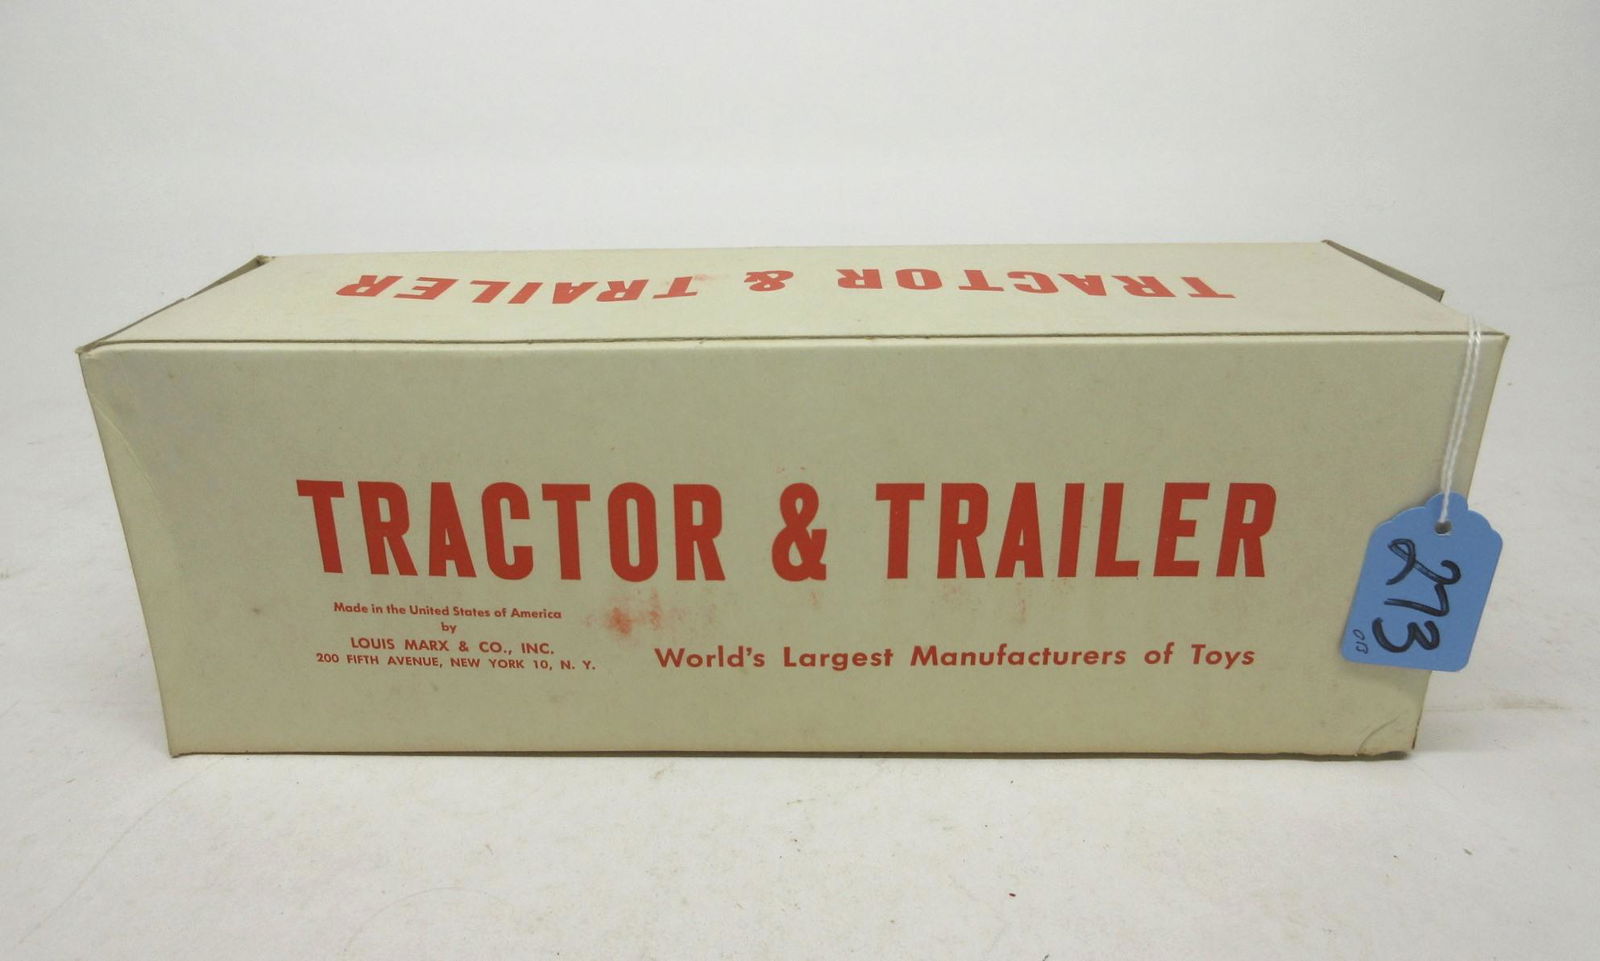 TRACTOR & TRAILER
TRACTOR & TRAILER
Made in the United States of America
by
LOUIS MARX & CO., INC.
200 FIFTH AVENUE, NEW YORK 10, N. Y.
World's Largest Manufacturers of Toys
273